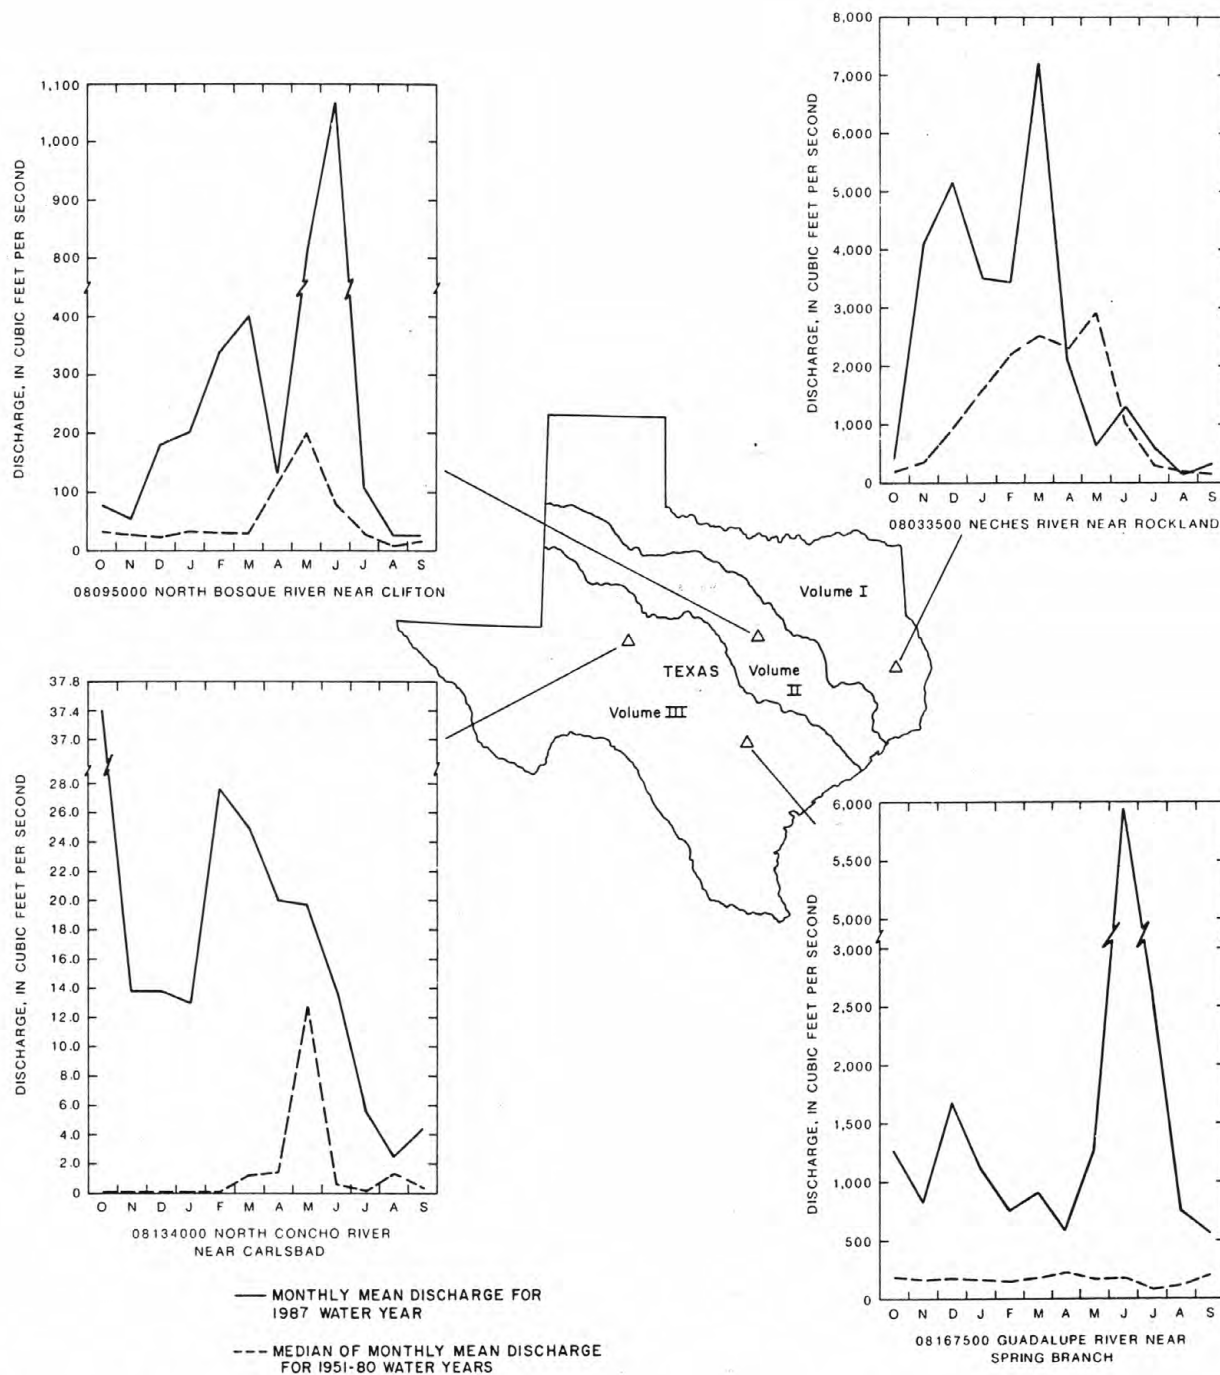 DISCHARGE, IN CUBIC FEET PER SECOND
1,100
1,000
900
800
400
300
200
100
0
O N D J F M A M J J A S
08095000 NORTH BOSQUE RIVER NEAR CLIFTON
DISCHARGE, IN CUBIC FEET PER SECOND
8,000
7,000
6,000
5,000
4,000
3,000
2,000
1,000
0
O N D J F M A M J J A S
08033500 NECHES RIVER NEAR ROCKLAND
Volume I
TEXAS
Volume
II
Volume III
DISCHARGE, IN CUBIC FEET PER SECOND
37.8
37.4
37.0
28.0
26.0
24.0
22.0
20.0
18.0
16.0
14.0
12.0
10.0
8.0
6.0
4.0
2.0
0
O N D J F M A M J J A S
08134000 NORTH CONCHO RIVER
NEAR CARLSBAD
DISCHARGE, IN CUBIC FEET PER SECOND
6,000
5,500
5,000
3,000
2,500
2,000
1,500
1,000
500
0
O N D J F M A M J J A S
08167500 GUADALUPE RIVER NEAR
SPRING BRANCH
MONTHLY MEAN DISCHARGE FOR
1987 WATER YEAR
MEDIAN OF MONTHLY MEAN DISCHARGE
FOR 1951-80 WATER YEARS